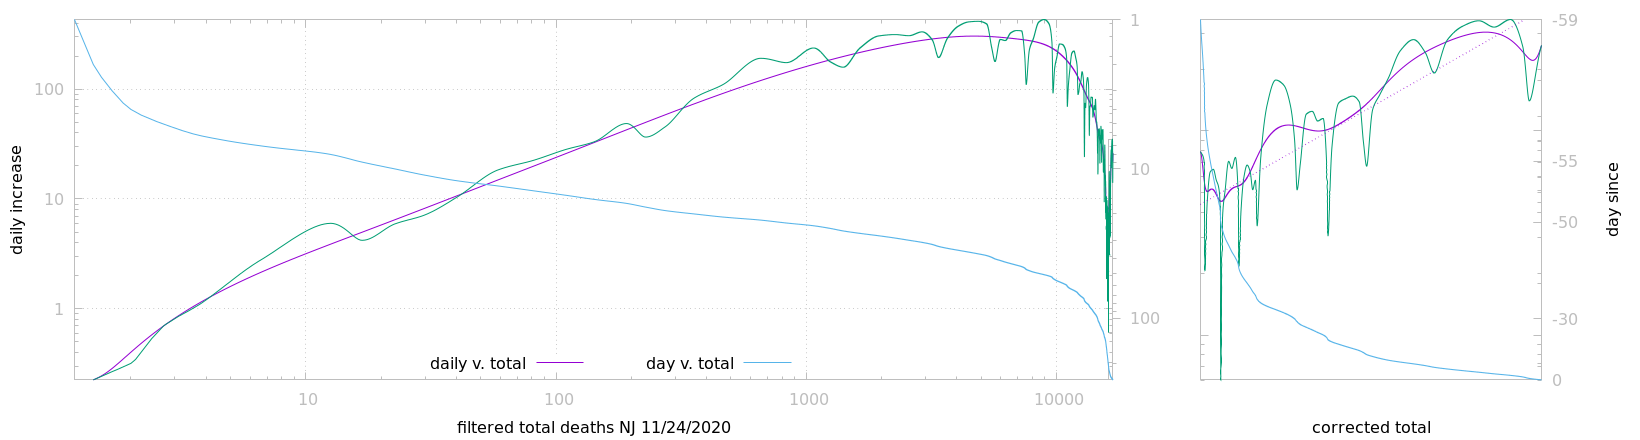 daily increase
100
10
1
10
100
1000
10000
1
10
100
daily v. total
day v. total
filtered total deaths NJ 11/24/2020
-59
-55
-50
-30
0
day since
corrected total